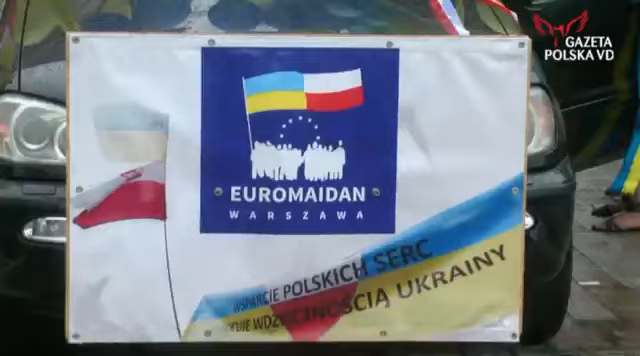 GAZETA
POLSKA VD
EUROMAIDAN
WARSZAWA
WSPARCIE POLSKICH SERC
WDZIĘCZNOŚCIĄ UKRAINY